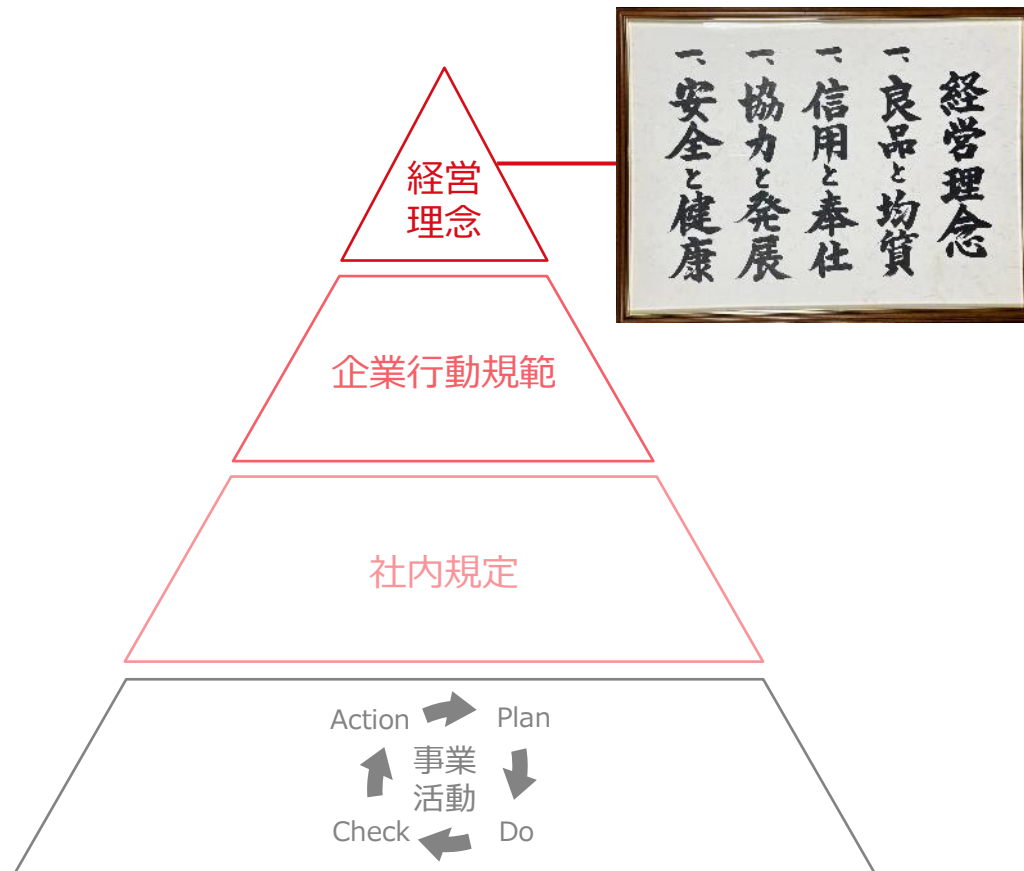 経営
理念
経営理念
一、良品と均質
一、信用と奉仕
一、協力と発展
一、安全と健康
企業行動規範
社内規定
Action
Plan
事業
活動
Check
Do